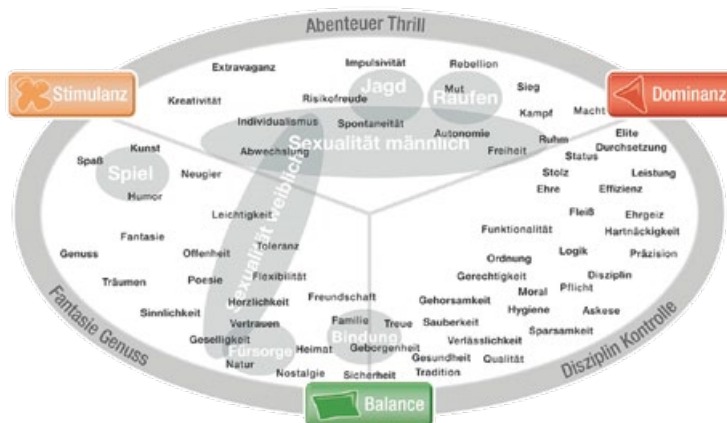 Abenteuer Thrill
Stimulanz
Dominanz
Balance
Fantasie Genuss
Disziplin Kontrolle
Extravaganz
Impulsivität
Rebellion
Kreativität
Risikofreude
Jagd
Mut
Raufen
Sieg
Individualismus
Spontaneität
Kampf
Macht
Autonomie
Sexualität männlich
Freiheit
Ruhm
Elite
Durchsetzung
Status
Abwechslung
Kunst
Spaß
Spiel
Neugier
Humor
Stolz
Leistung
Ehre
Effizienz
Leichtigkeit
Sexualität weiblich
Fleiß
Ehrgeiz
Funktionalität
Hartnäckigkeit
Fantasie
Genuss
Offenheit
Toleranz
Ordnung
Logik
Präzision
Träumen
Poesie
Flexibilität
Gerechtigkeit
Disziplin
Pflicht
Moral
Sinnlichkeit
Herzlichkeit
Freundschaft
Gehorsamkeit
Hygiene
Askese
Vertrauen
Familie
Treue
Sauberkeit
Sparsamkeit
Geselligkeit
Bindung
Verlässlichkeit
Fürsorge
Heimat
Geborgenheit
Gesundheit
Qualität
Natur
Nostalgie
Sicherheit
Tradition